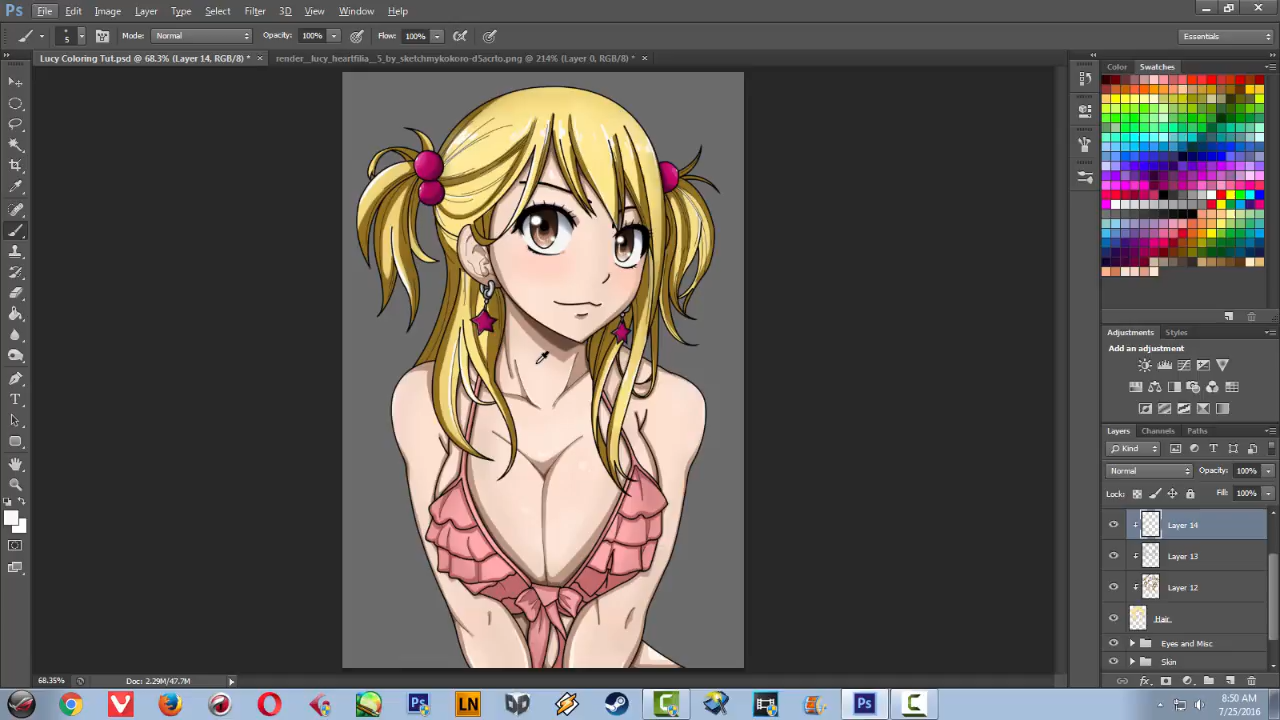 Ps File Edit Image Layer Type Select Filter 3D View Window Help
5 Mode: Normal Opacity: 100% Flow: 100% Essentials
Lucy Coloring Tut.psd @ 68.3% (Layer 14, RGB/8) * × render__lucy_heartfilia__5_by_sketchmykokoro-d5acrlo.png @ 214% (Layer 0, RGB/8) * ×
Color Swatches
Adjustments Styles
Add an adjustment
Layers Channels Paths
Kind
Normal Opacity: 100%
Lock: Fill: 100%
Layer 14
Layer 13
Layer 12
Hair
Eyes and Misc
Skin
68.35% Doc: 2.29M/47.7M
LN Ps
8:50 AM
7/25/2016